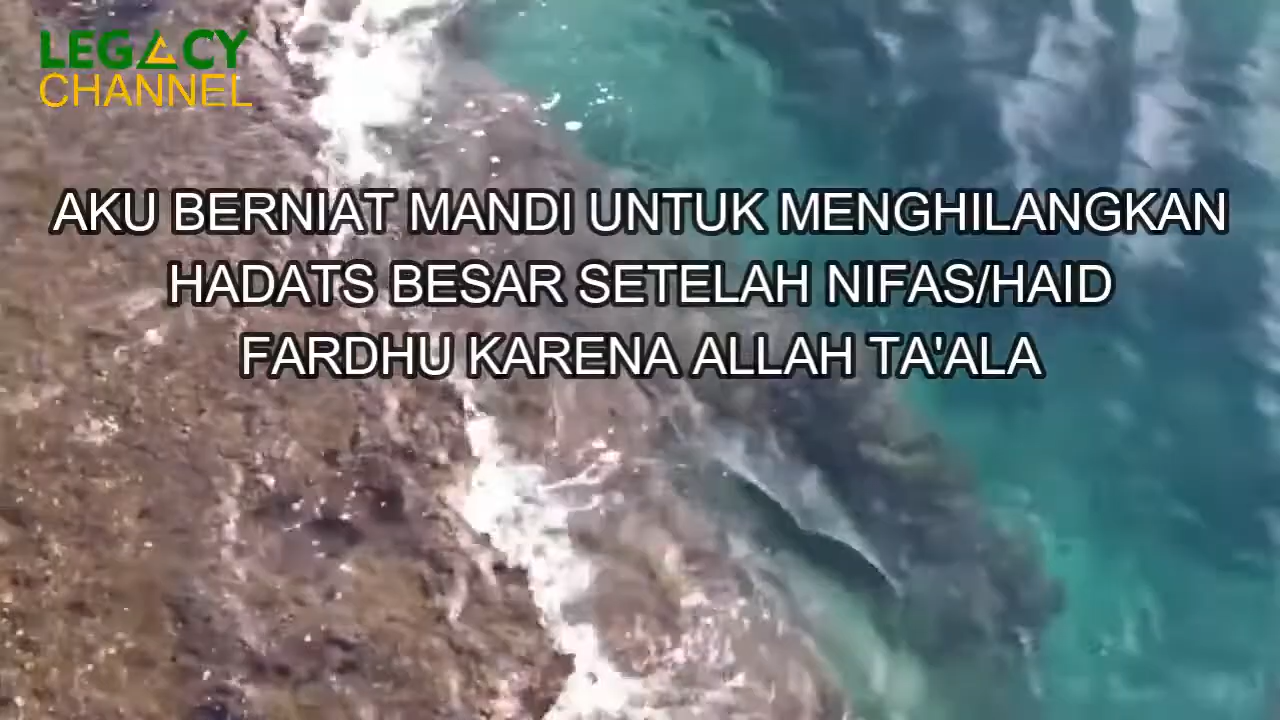 LEGACY
CHANNEL
AKU BERNIAT MANDI UNTUK MENGHILANGKAN
HADATS BESAR SETELAH NIFAS/HAID
FARDHU KARENA ALLAH TA'ALA